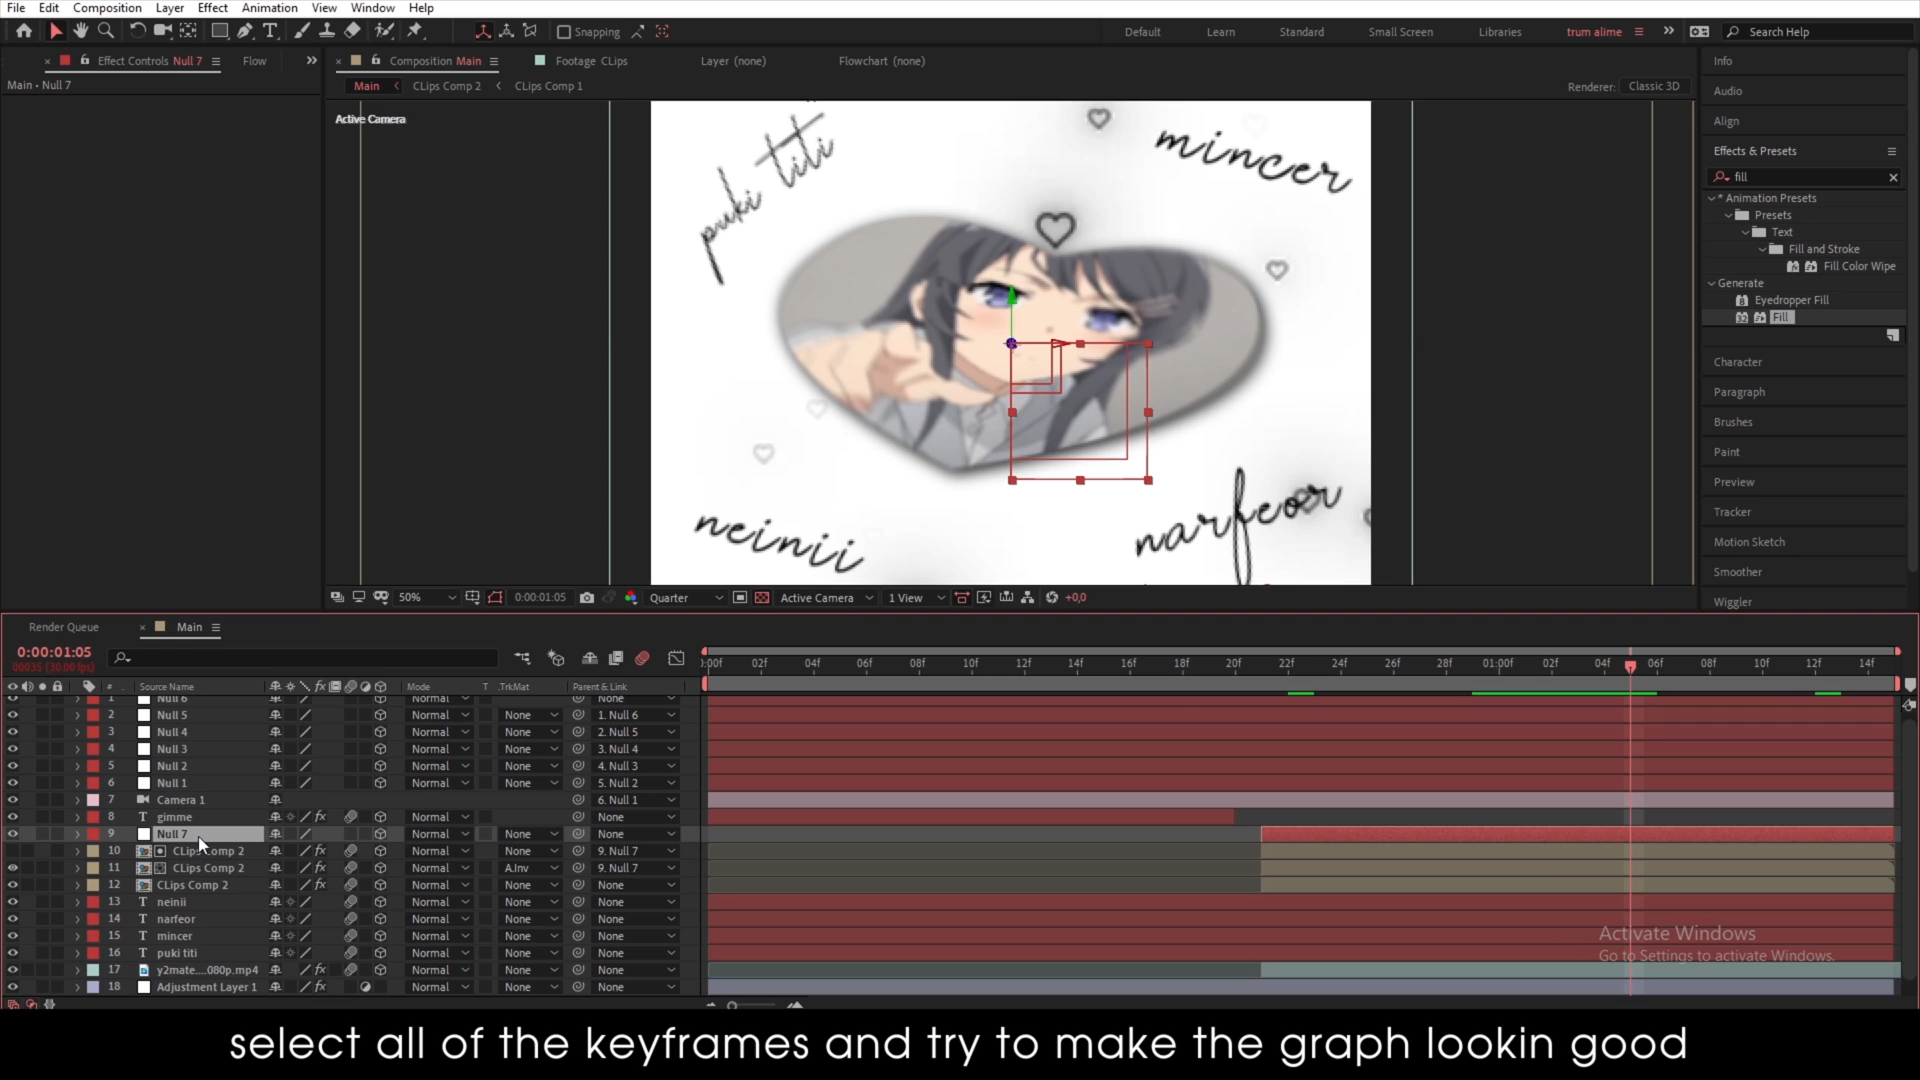 File Edit Composition Layer Effect Animation View Window Help
Snapping Default Learn Standard Small Screen Libraries trum alime Search Help
Effect Controls Null 7 Flow Composition Main Footage CLips Layer (none) Flowchart (none) Info
Main • Null 7 Main CLips Comp 2 CLips Comp 1 Renderer: Classic 3D Audio
Active Camera
Align
Effects & Presets
fill
* Animation Presets
Presets
Text
Fill and Stroke
Fill Color Wipe
Generate
Eyedropper Fill
Fill
Character
Paragraph
Brushes
Paint
Preview
Tracker
Motion Sketch
Smoother
Wiggler
puki titi
mincer
neinii
narfeor
50% 0:00:01:05 Quarter Active Camera 1 View +0,0
Render Queue Main
0:00:01:05
00035 (30.00 fps)
:00f 02f 04f 06f 08f 10f 12f 14f 16f 18f 20f 22f 24f 26f 28f 01:00f 02f 04f 06f 08f 10f 12f 14f
# Source Name fx Mode T .TrkMat Parent & Link
1 Null 6 Normal None
2 Null 5 Normal None 1. Null 6
3 Null 4 Normal None 2. Null 5
4 Null 3 Normal None 3. Null 4
5 Null 2 Normal None 4. Null 3
6 Null 1 Normal None 5. Null 2
7 Camera 1 6. Null 1
8 T gimme fx Normal None
9 Null 7 Normal None None
10 CLips Comp 2 fx Normal None 9. Null 7
11 CLips Comp 2 fx Normal A.Inv 9. Null 7
12 CLips Comp 2 fx Normal None None
13 T neinii Normal None None
14 T narfeor Normal None None
15 T mincer Normal None None
16 T puki titi Normal None None
17 y2mate....080p.mp4 fx Normal None None
18 Adjustment Layer 1 fx Normal None None
Activate Windows
Go to Settings to activate Windows.
select all of the keyframes and try to make the graph lookin good